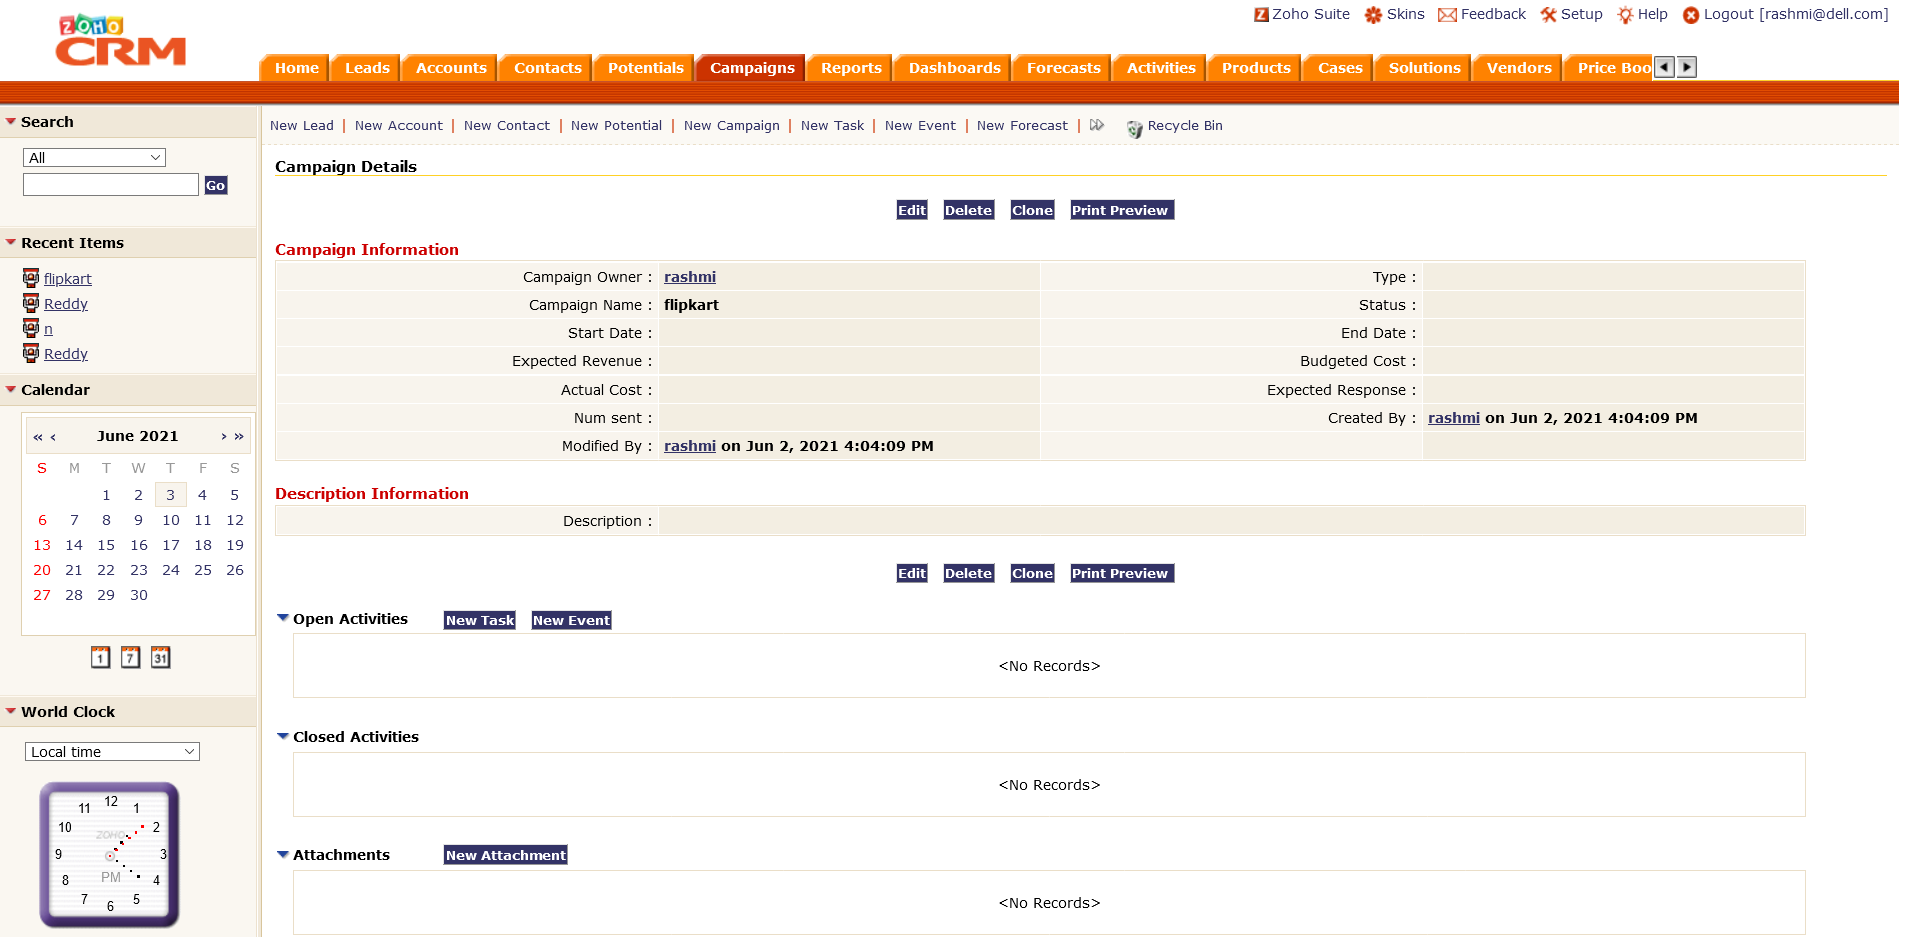 Zoho Suite Skins Feedback Setup Help Logout [rashmi@dell.com]
ZOHO
CRM
Home Leads Accounts Contacts Potentials Campaigns Reports Dashboards Forecasts Activities Products Cases Solutions Vendors Price Boo
Search
All
Go
Recent Items
flipkart
Reddy
n
Reddy
Calendar
« ‹ June 2021 › »
S M T W T F S
1 2 3 4 5
6 7 8 9 10 11 12
13 14 15 16 17 18 19
20 21 22 23 24 25 26
27 28 29 30
1 7 31
World Clock
Local time
12
11 1
10 2
ZOHO
9 3
PM
8 4
7 5
6
New Lead | New Account | New Contact | New Potential | New Campaign | New Task | New Event | New Forecast | Recycle Bin
Campaign Details
Edit Delete Clone Print Preview
Campaign Information
Campaign Owner : rashmi Type :
Campaign Name : flipkart Status :
Start Date : End Date :
Expected Revenue : Budgeted Cost :
Actual Cost : Expected Response :
Num sent : Created By : rashmi on Jun 2, 2021 4:04:09 PM
Modified By : rashmi on Jun 2, 2021 4:04:09 PM
Description Information
Description :
Edit Delete Clone Print Preview
Open Activities New Task New Event
<No Records>
Closed Activities
<No Records>
Attachments New Attachment
<No Records>